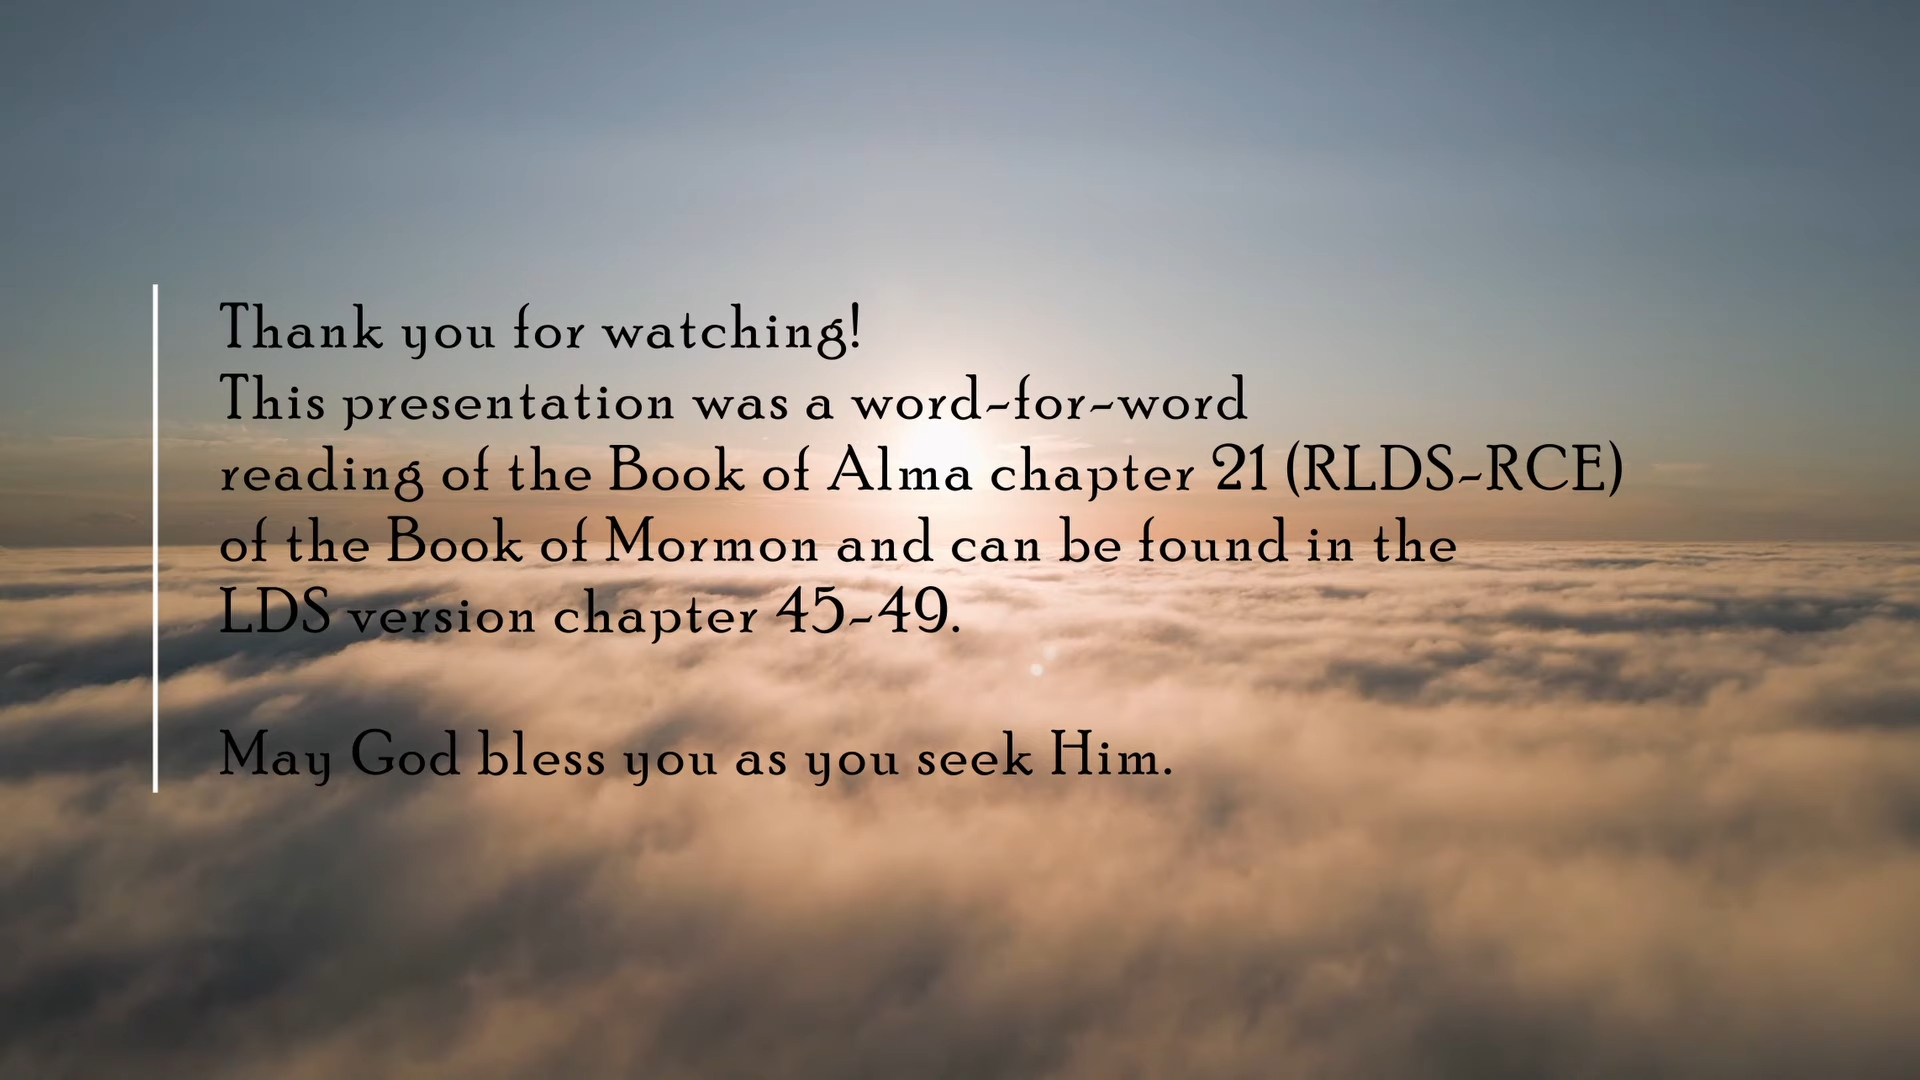 Thank you for watching!
This presentation was a word-for-word
reading of the Book of Alma chapter 21 (RLDS-RCE)
of the Book of Mormon and can be found in the
LDS version chapter 45-49.
May God bless you as you seek Him.